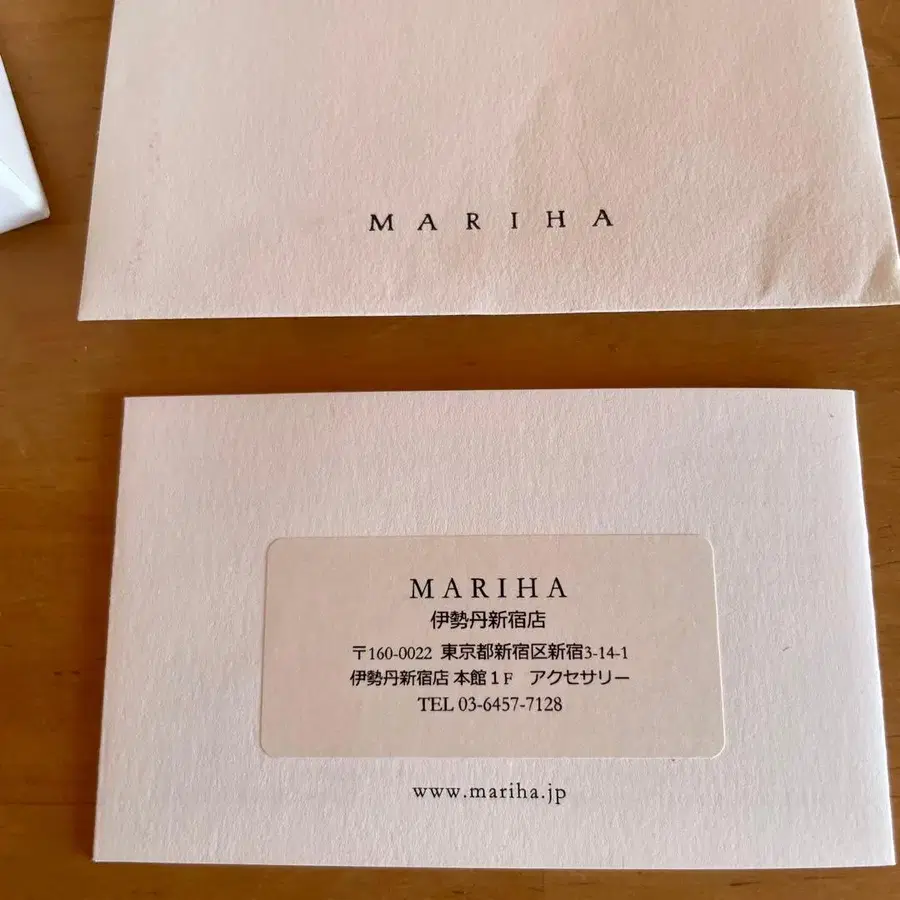 MARIHA
MARIHA
伊勢丹新宿店
〒160-0022 東京都新宿区新宿3-14-1
伊勢丹新宿店 本館1F アクセサリー
TEL 03-6457-7128
www.mariha.jp